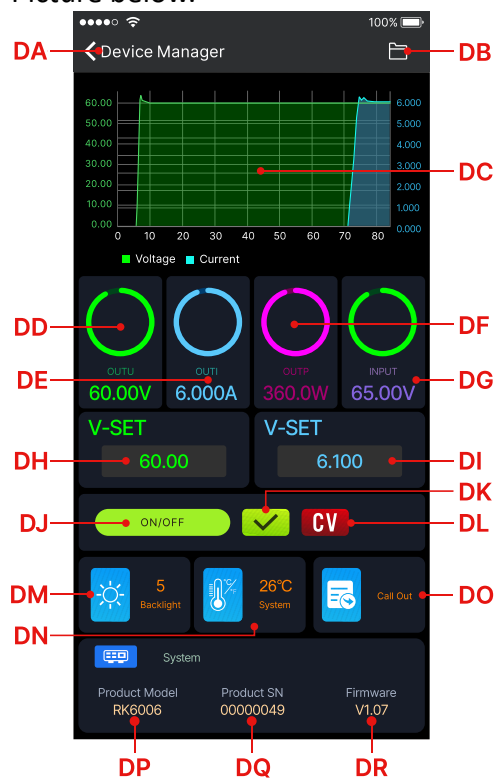 Picture below.
100%
DA
Device Manager
DB
60.00
6.000
50.00
5.000
40.00
4.000
30.00
3.000
DC
20.00
2.000
10.00
1.000
0.00
0.000
0 10 20 30 40 50 60 70 80
Voltage Current
DD
DF
OUTU OUTI OUTP INPUT
DE
DG
60.00V 6.000A 360.0W 65.00V
V-SET V-SET
DH
60.00
6.100
DI
DK
DJ
ON/OFF
CV
DL
DM
5
Backlight
26°C
System
°C/°F
Call Out
DO
DN
System
Product Model Product SN Firmware
RK6006 00000049 V1.07
DP DQ DR